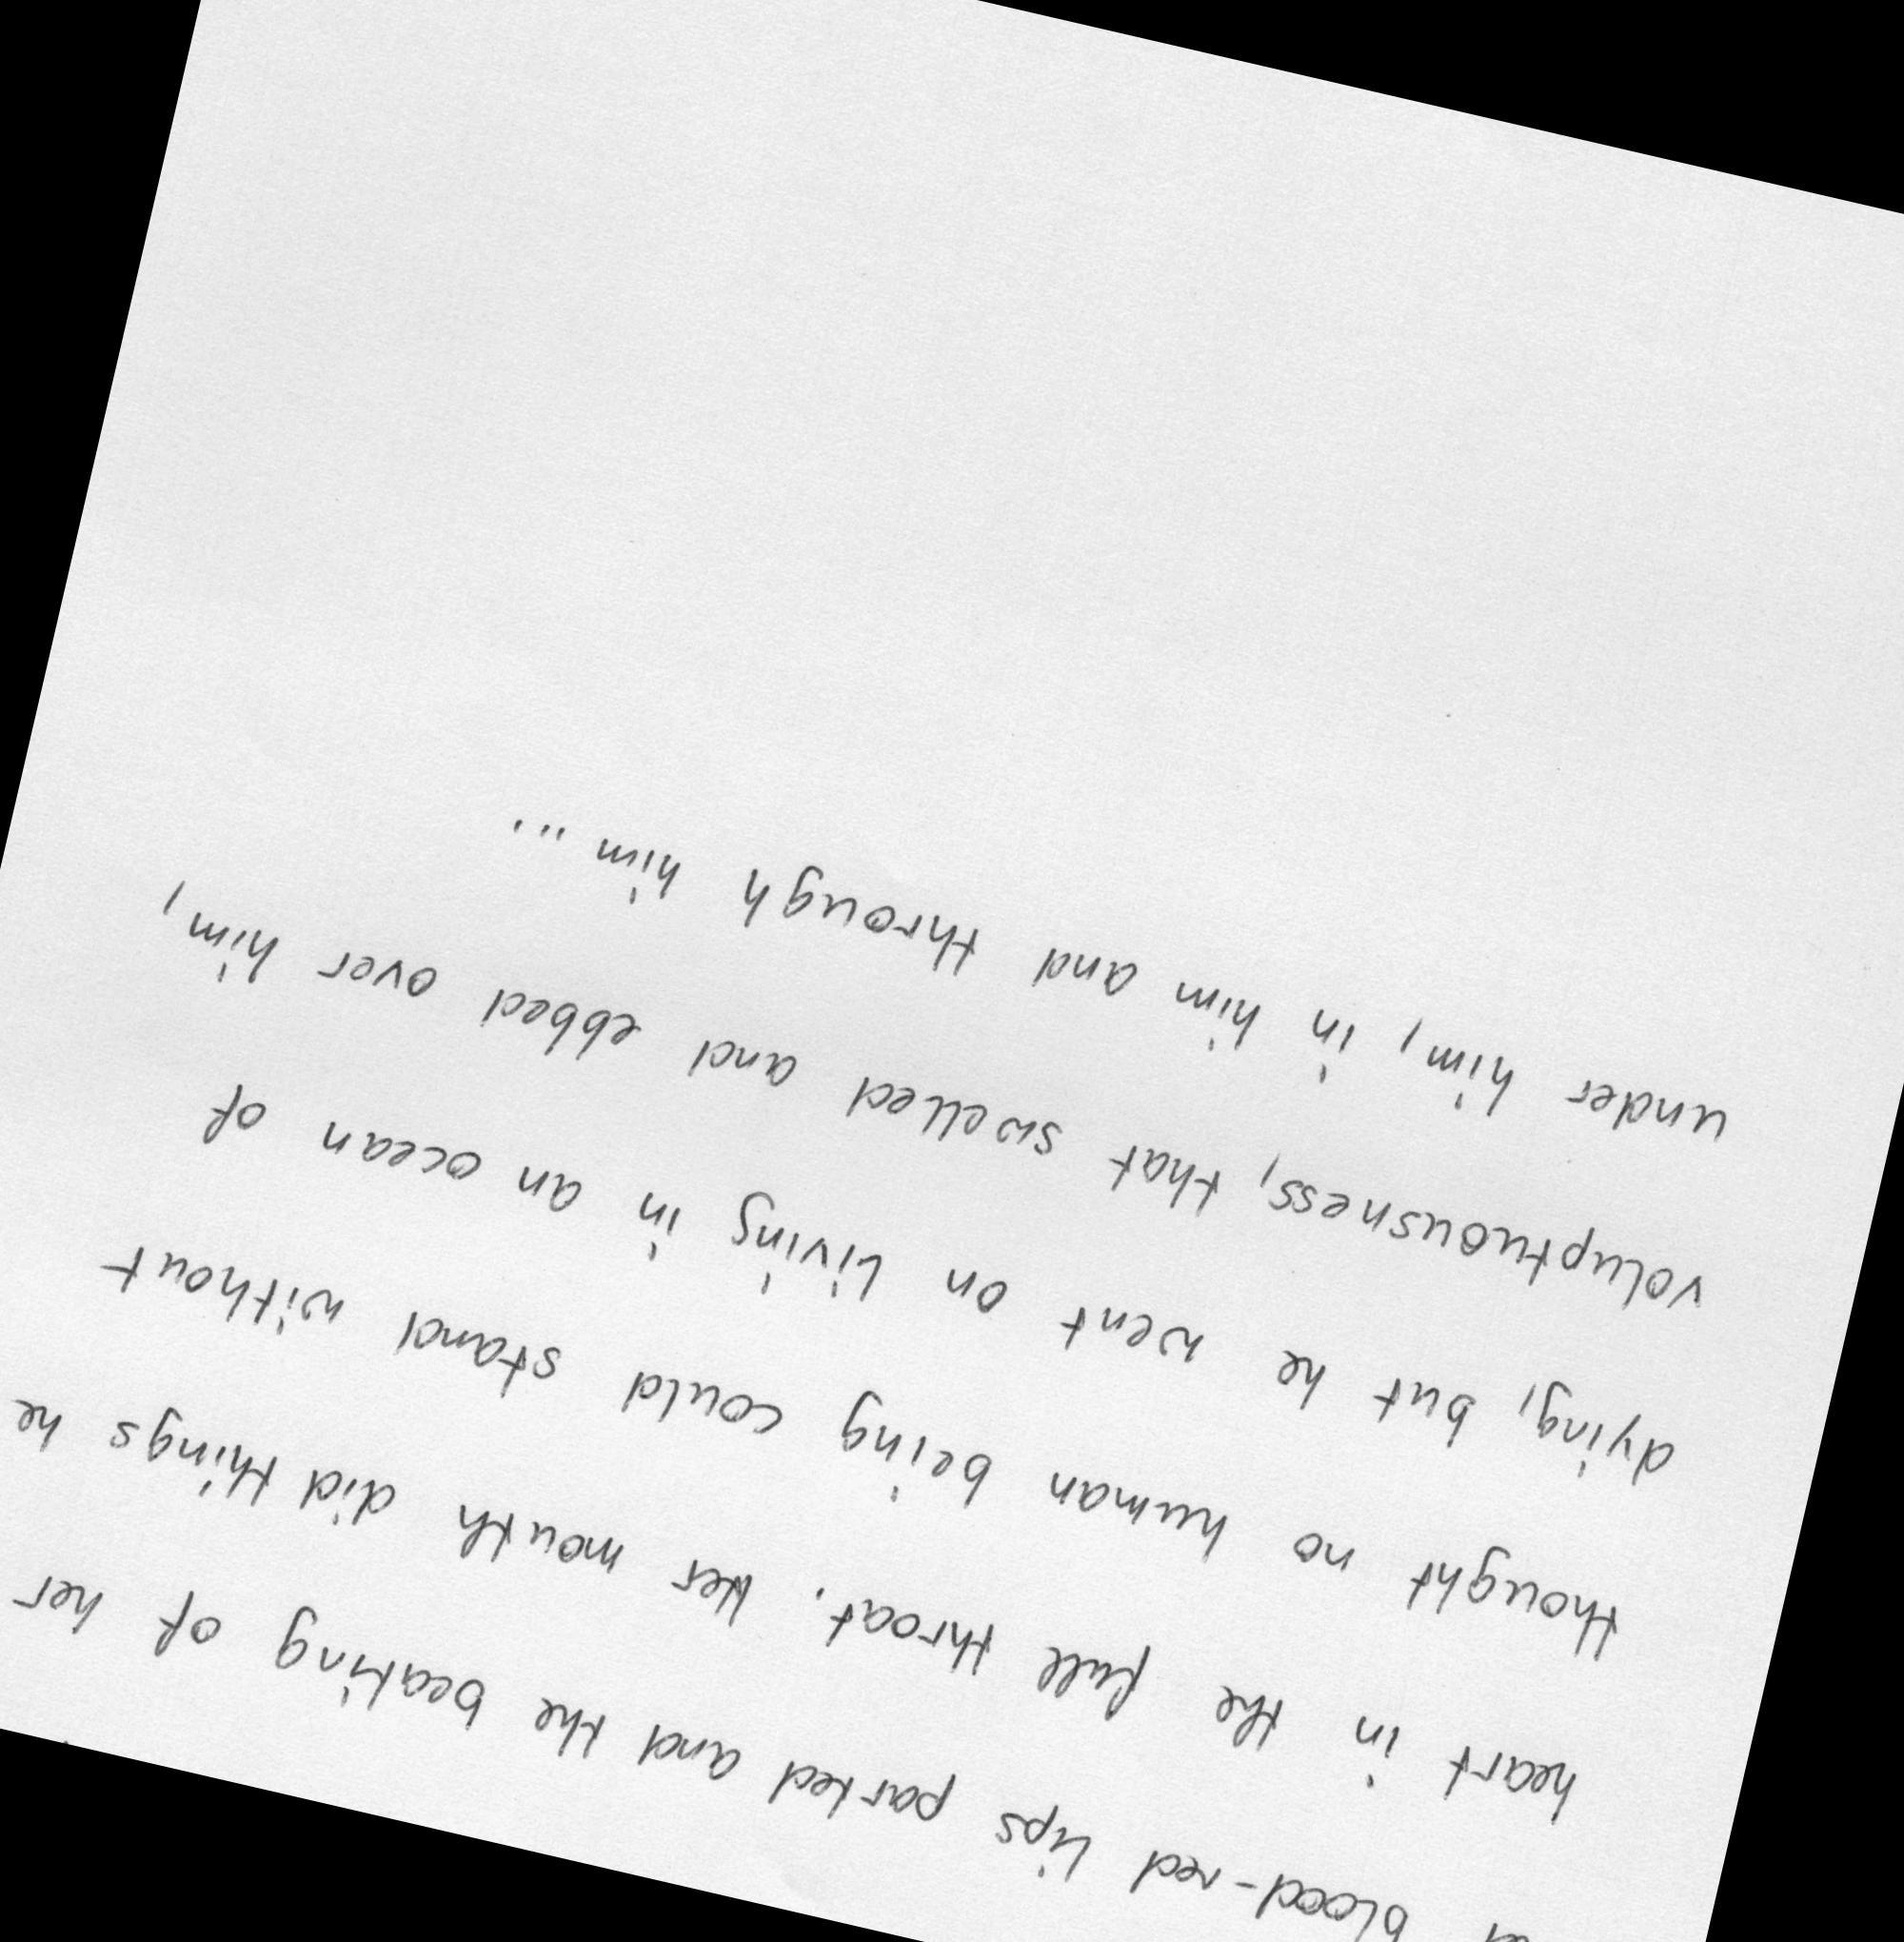 blood-red lips parted and the beating of her
heart in the full throat. Her mouth did things he
thought no human being could stand without
dying, but he went on living in an ocean of
voluptuousness, that swelled and ebbed over him,
under him, in him and through him ...